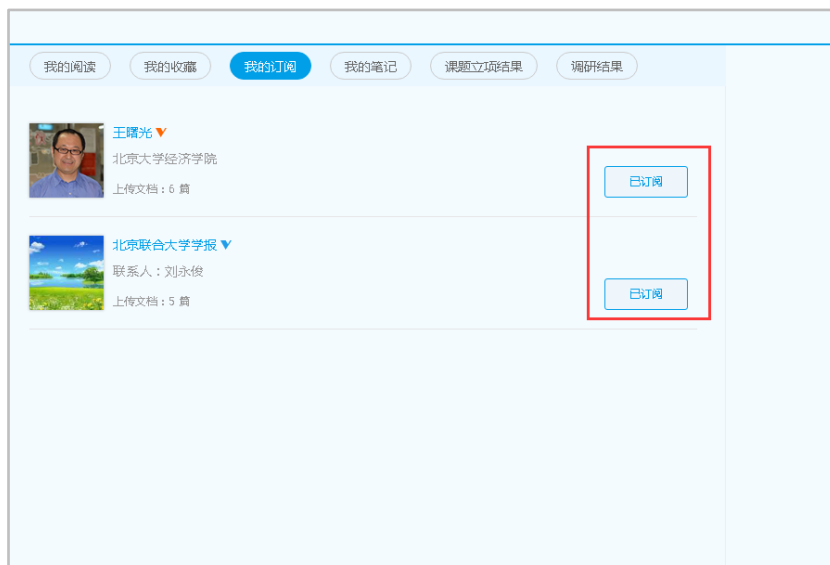 我的阅读 我的收藏 我的订阅 我的笔记 课题立项结果 调研结果
王曙光
北京大学经济学院
已订阅
上传文档：6 篇
北京联合大学学报
联系人：刘永俊
已订阅
上传文档：5 篇